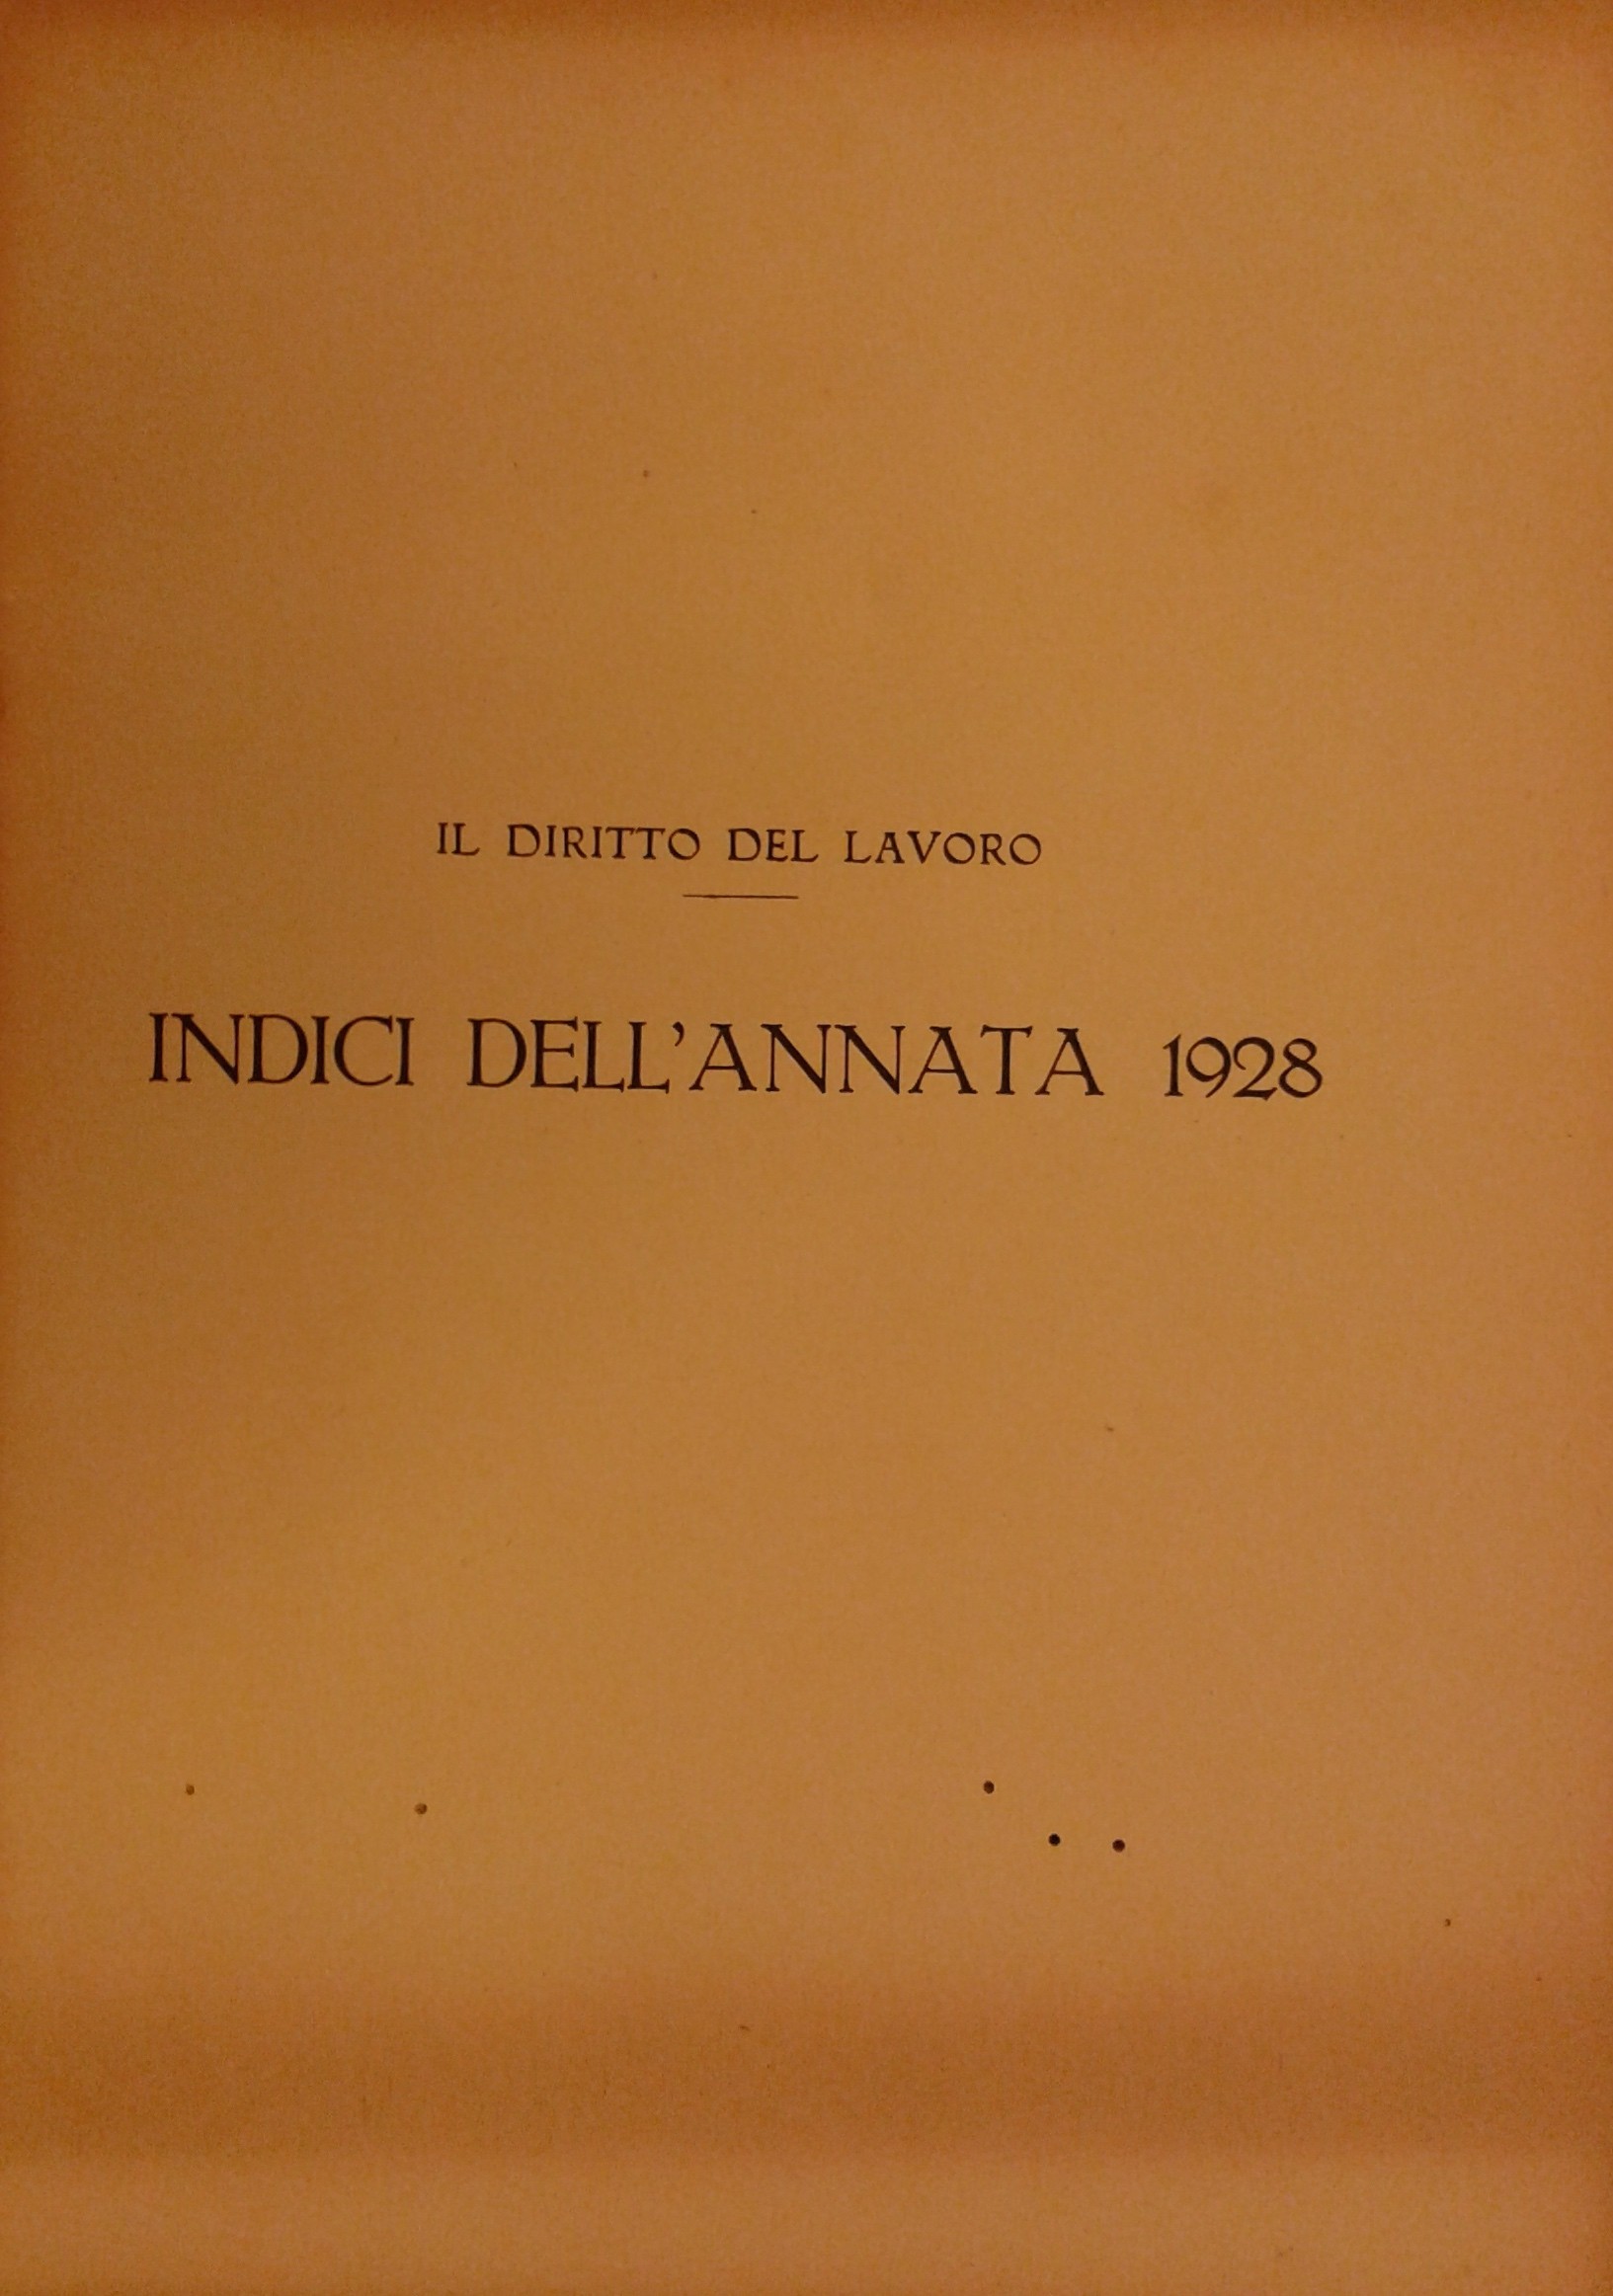 IL DIRITTO DEL LAVORO
INDICI DELL'ANNATA 1928